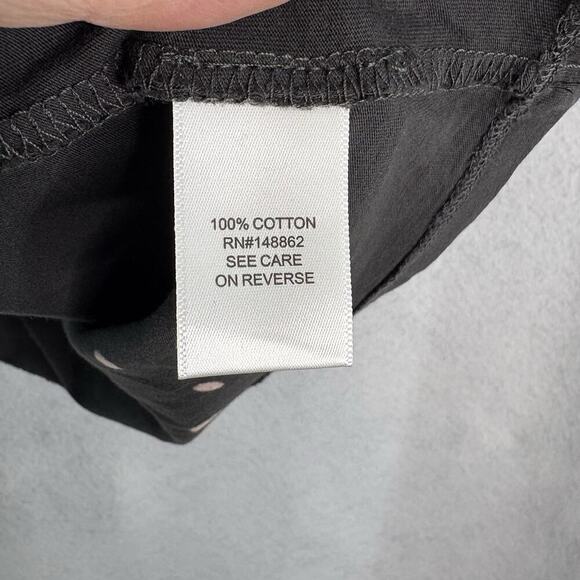 100% COTTON
RN#148862
SEE CARE
ON REVERSE